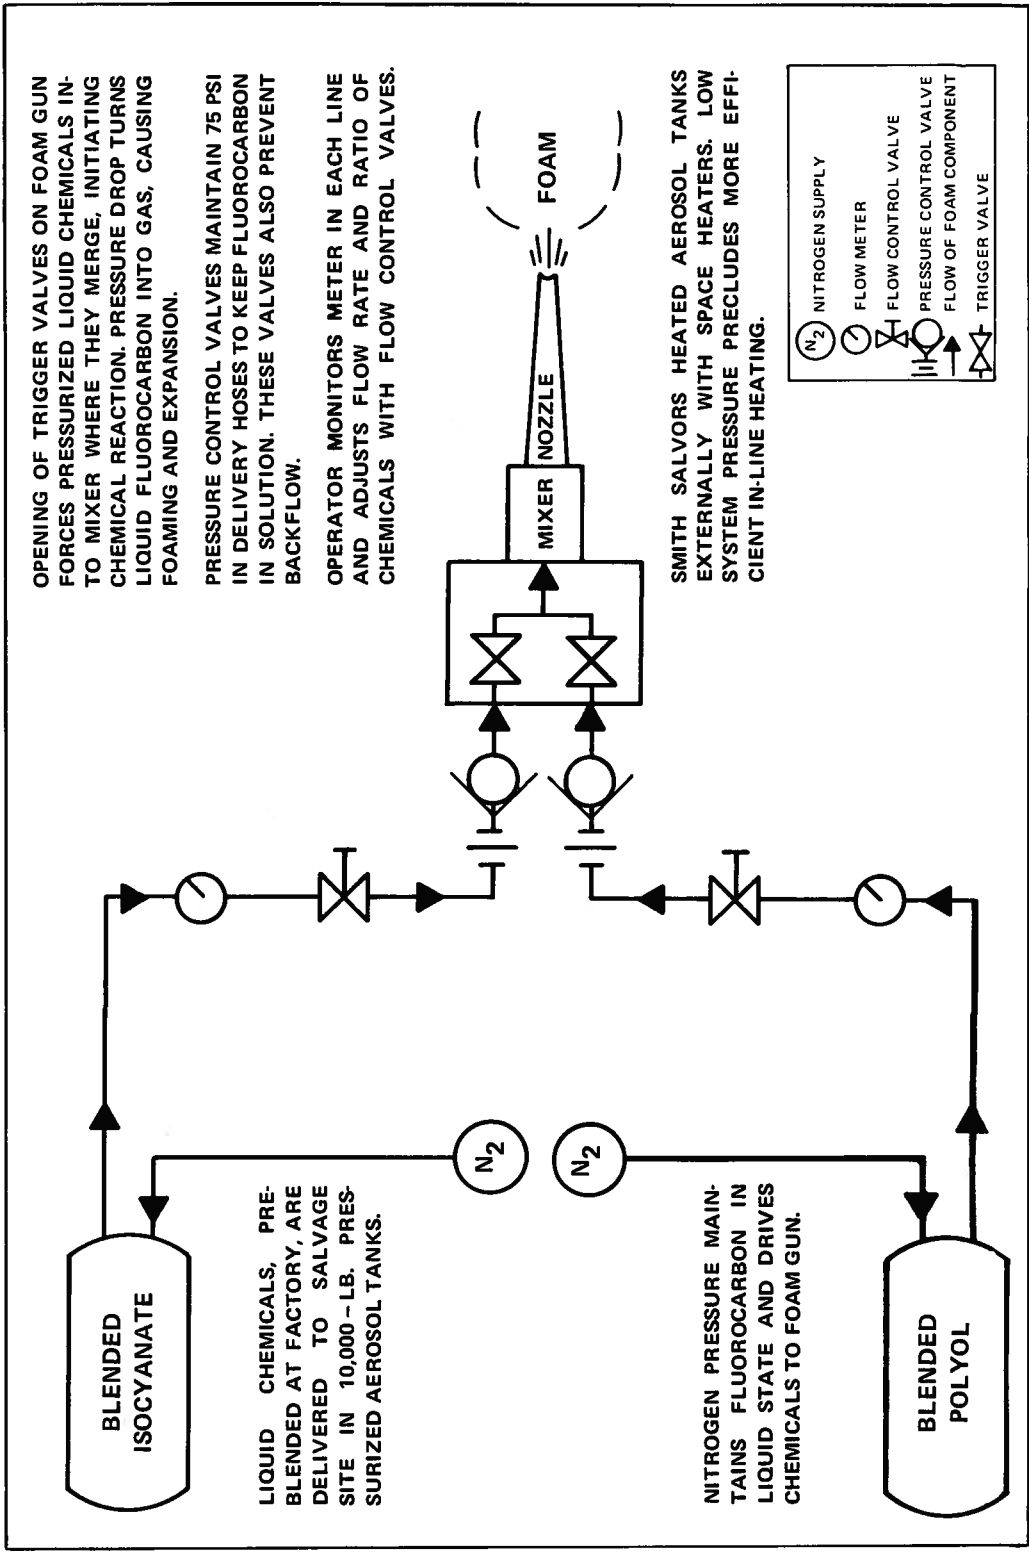 BLENDED
ISOCYANATE
LIQUID CHEMICALS, PRE-
BLENDED AT FACTORY, ARE
DELIVERED TO SALVAGE
SITE IN 10,000-LB. PRES-
SURIZED AEROSOL TANKS.
N2
N2
NITROGEN PRESSURE MAIN-
TAINS FLUOROCARBON IN
LIQUID STATE AND DRIVES
CHEMICALS TO FOAM GUN.
BLENDED
POLYOL
OPENING OF TRIGGER VALVES ON FOAM GUN
FORCES PRESSURIZED LIQUID CHEMICALS IN-
TO MIXER WHERE THEY MERGE, INITIATING
CHEMICAL REACTION. PRESSURE DROP TURNS
LIQUID FLUOROCARBON INTO GAS, CAUSING
FOAMING AND EXPANSION.
PRESSURE CONTROL VALVES MAINTAIN 75 PSI
IN DELIVERY HOSES TO KEEP FLUOROCARBON
IN SOLUTION. THESE VALVES ALSO PREVENT
BACKFLOW.
OPERATOR MONITORS METER IN EACH LINE
AND ADJUSTS FLOW RATE AND RATIO OF
CHEMICALS WITH FLOW CONTROL VALVES.
MIXER NOZZLE
FOAM
SMITH SALVORS HEATED AEROSOL TANKS
EXTERNALLY WITH SPACE HEATERS. LOW
SYSTEM PRESSURE PRECLUDES MORE EFFI-
CIENT IN-LINE HEATING.
N2 NITROGEN SUPPLY
FLOW METER
FLOW CONTROL VALVE
PRESSURE CONTROL VALVE
FLOW OF FOAM COMPONENT
TRIGGER VALVE